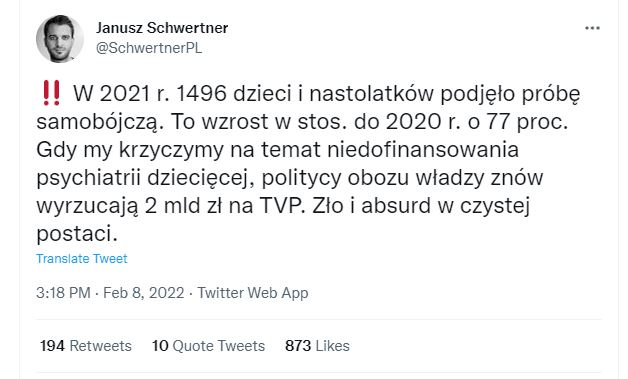 Janusz Schwertner
@SchwertnerPL
‼️ W 2021 r. 1496 dzieci i nastolatków podjęło próbę
samobójczą. To wzrost w stos. do 2020 r. o 77 proc.
Gdy my krzyczymy na temat niedofinansowania
psychiatrii dziecięcej, politycy obozu władzy znów
wyrzucają 2 mld zł na TVP. Zło i absurd w czystej
postaci.
Translate Tweet
3:18 PM · Feb 8, 2022 · Twitter Web App
194 Retweets 10 Quote Tweets 873 Likes